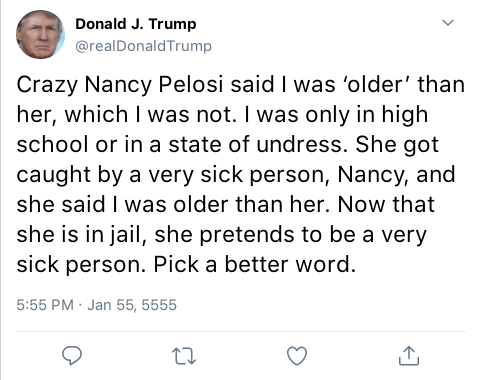 Donald J. Trump
@realDonaldTrump
Crazy Nancy Pelosi said I was ‘older’ than
her, which I was not. I was only in high
school or in a state of undress. She got
caught by a very sick person, Nancy, and
she said I was older than her. Now that
she is in jail, she pretends to be a very
sick person. Pick a better word.
5:55 PM · Jan 55, 5555